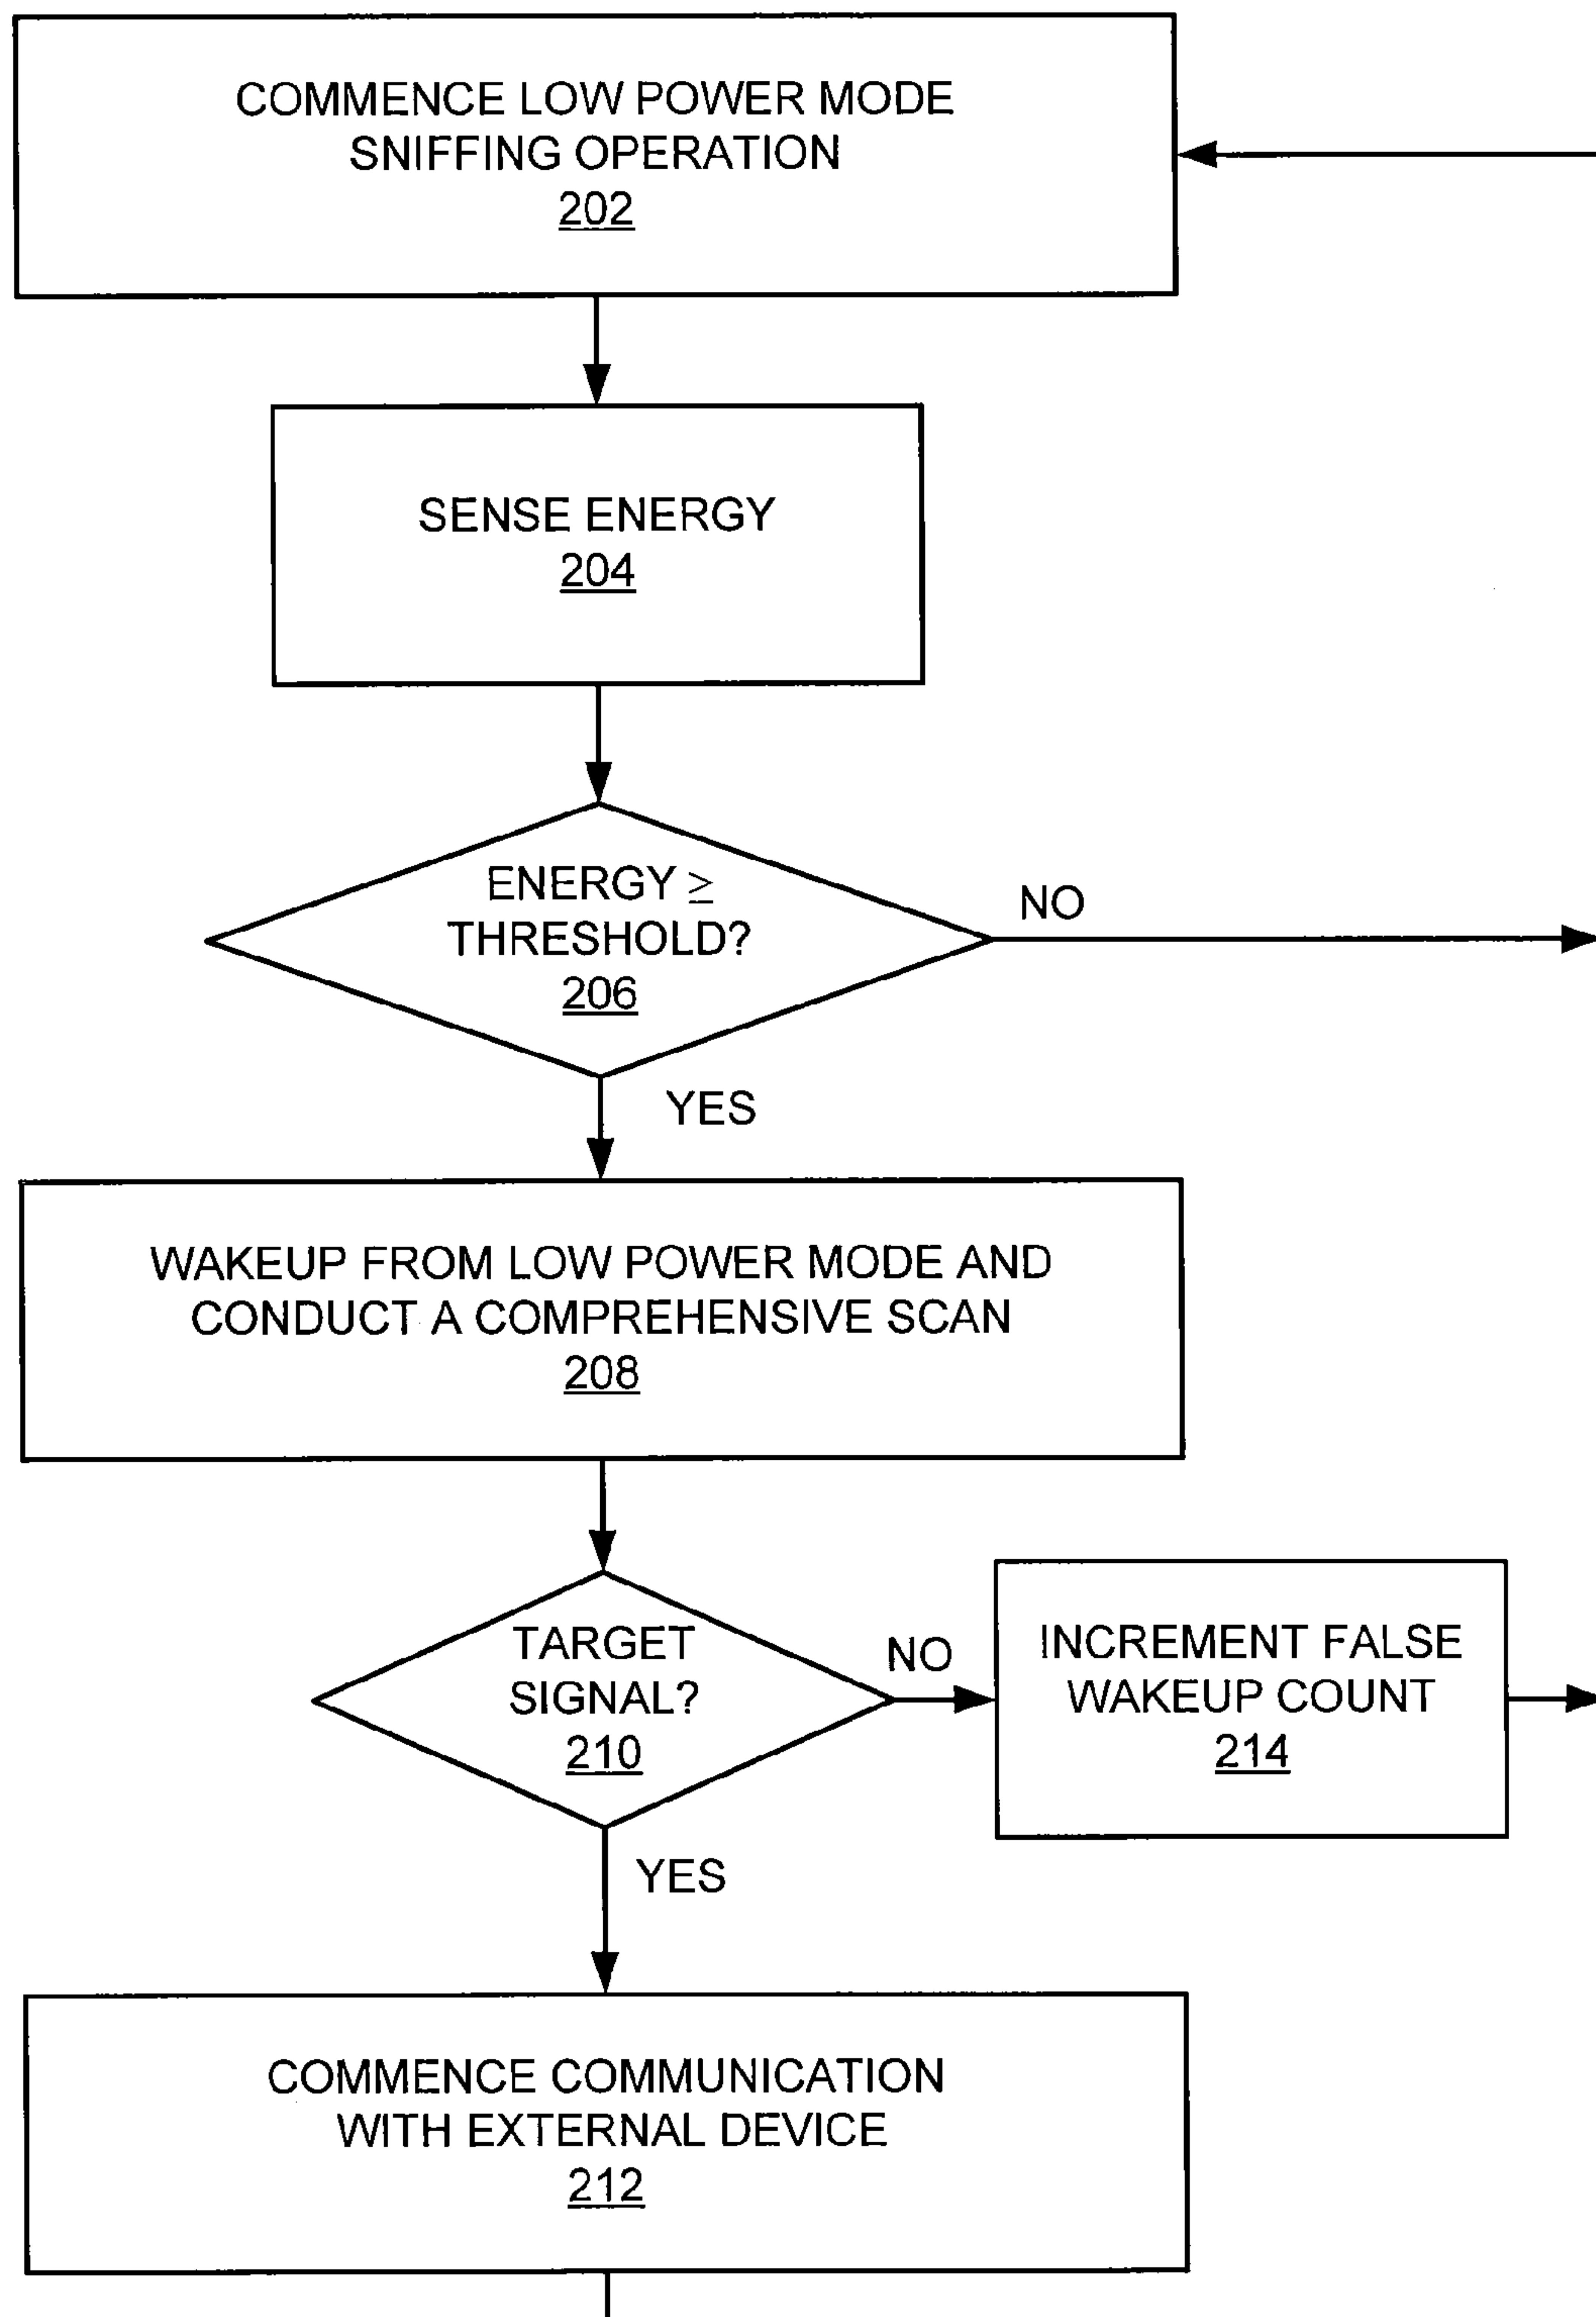 COMMENCE LOW POWER MODE
SNIFFING OPERATION
202
SENSE ENERGY
204
ENERGY ≥
THRESHOLD?
206
NO
YES
WAKEUP FROM LOW POWER MODE AND
CONDUCT A COMPREHENSIVE SCAN
208
TARGET
SIGNAL?
210
NO
INCREMENT FALSE
WAKEUP COUNT
214
YES
COMMENCE COMMUNICATION
WITH EXTERNAL DEVICE
212